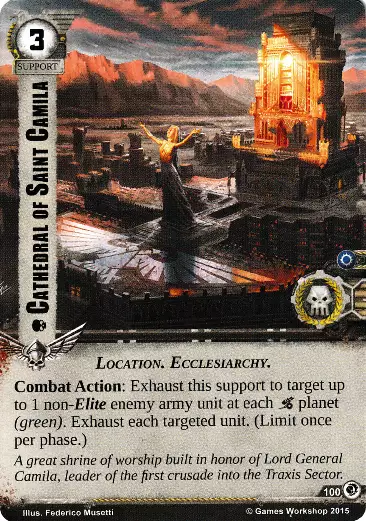 3
SUPPORT
Cathedral of Saint Camila
Location. Ecclesiarchy.
Combat Action: Exhaust this support to target up
to 1 non-Elite enemy army unit at each planet
(green). Exhaust each targeted unit. (Limit once
per phase.)
A great shrine of worship built in honor of Lord General
Camila, leader of the first crusade into the Traxis Sector.
100
Illus. Federico Musetti
© Games Workshop 2015